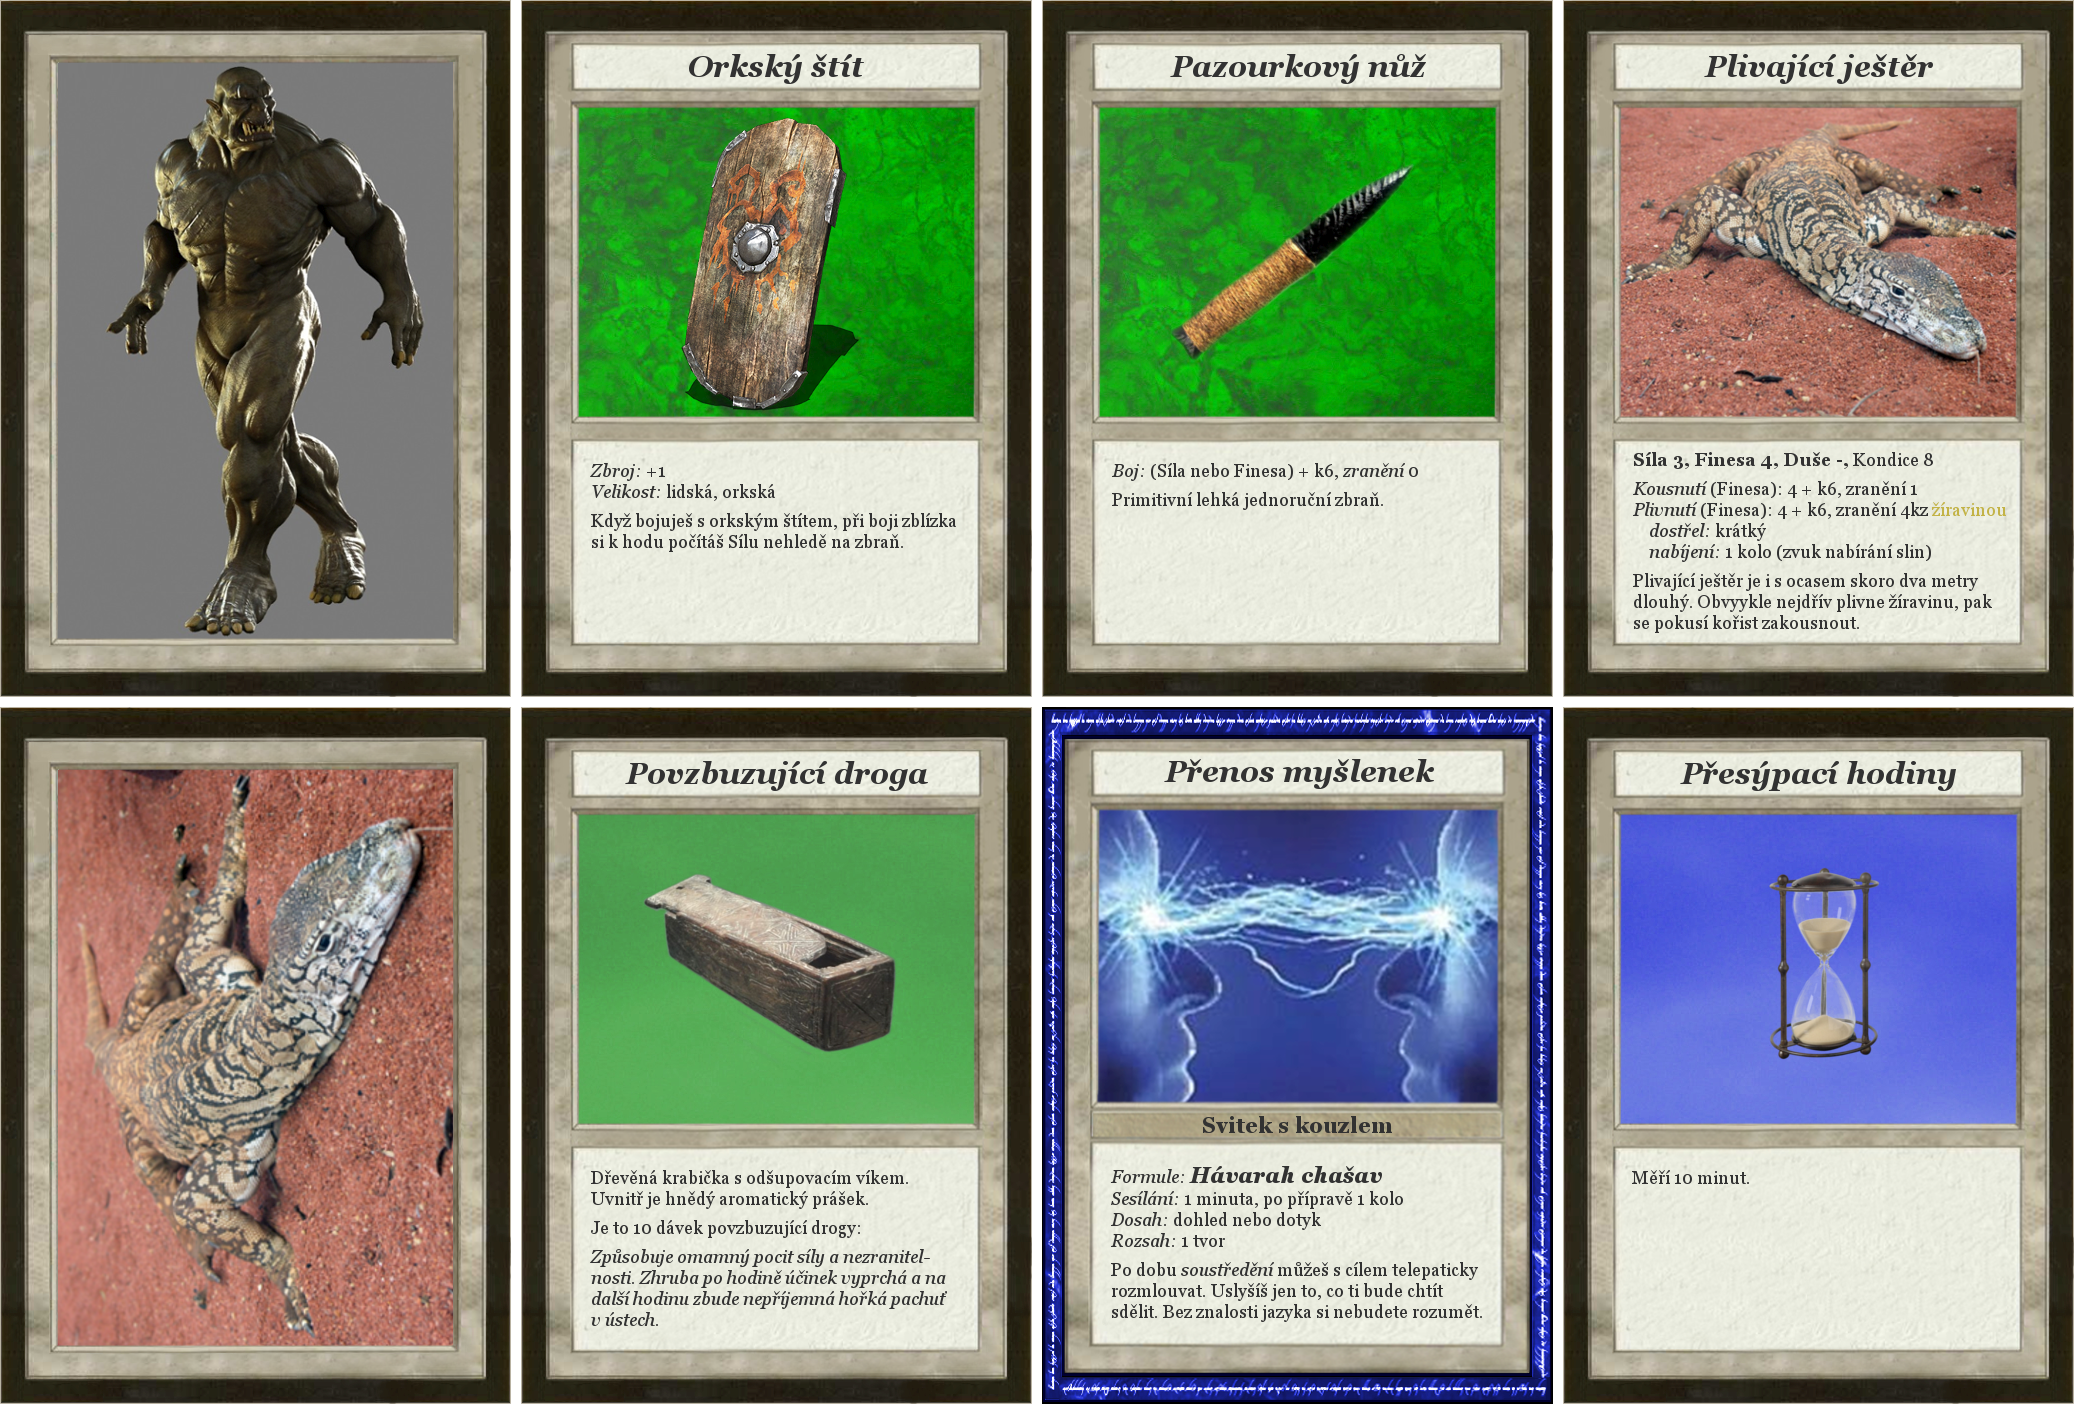 Orkský štít
Zbroj: +1
Velikost: lidská, orkská
Když bojuješ s orkským štítem, při boji zblízka
si k hodu počítáš Sílu nehledě na zbraň.
Pazourkový nůž
Boj: (Síla nebo Finesa) + k6, zranění 0
Primitivní lehká jednoruční zbraň.
Plivající ještěr
Síla 3, Finesa 4, Duše -, Kondice 8
Kousnutí (Finesa): 4 + k6, zranění 1
Plivnutí (Finesa): 4 + k6, zranění 4kz žíravinou
dostřel: krátký
nabíjení: 1 kolo (zvuk nabírání slin)
Plivající ještěr je i s ocasem skoro dva metry
dlouhý. Obvyykle nejdřív plivne žíravinu, pak
se pokusí kořist zakousnout.
Povzbuzující droga
Dřevěná krabička s odšupovacím víkem.
Uvnitř je hnědý aromatický prášek.
Je to 10 dávek povzbuzující drogy:
Způsobuje omamný pocit síly a nezranitel-
nosti. Zhruba po hodině účinek vyprchá a na
další hodinu zbude nepříjemná hořká pachuť
v ústech.
Přenos myšlenek
Svitek s kouzlem
Formule: Hávarah chašav
Sesílání: 1 minuta, po přípravě 1 kolo
Dosah: dohled nebo dotyk
Rozsah: 1 tvor
Po dobu soustředění můžeš s cílem telepaticky
rozmlouvat. Uslyšíš jen to, co ti bude chtít
sdělit. Bez znalosti jazyka si nebudete rozumět.
Přesýpací hodiny
Měří 10 minut.